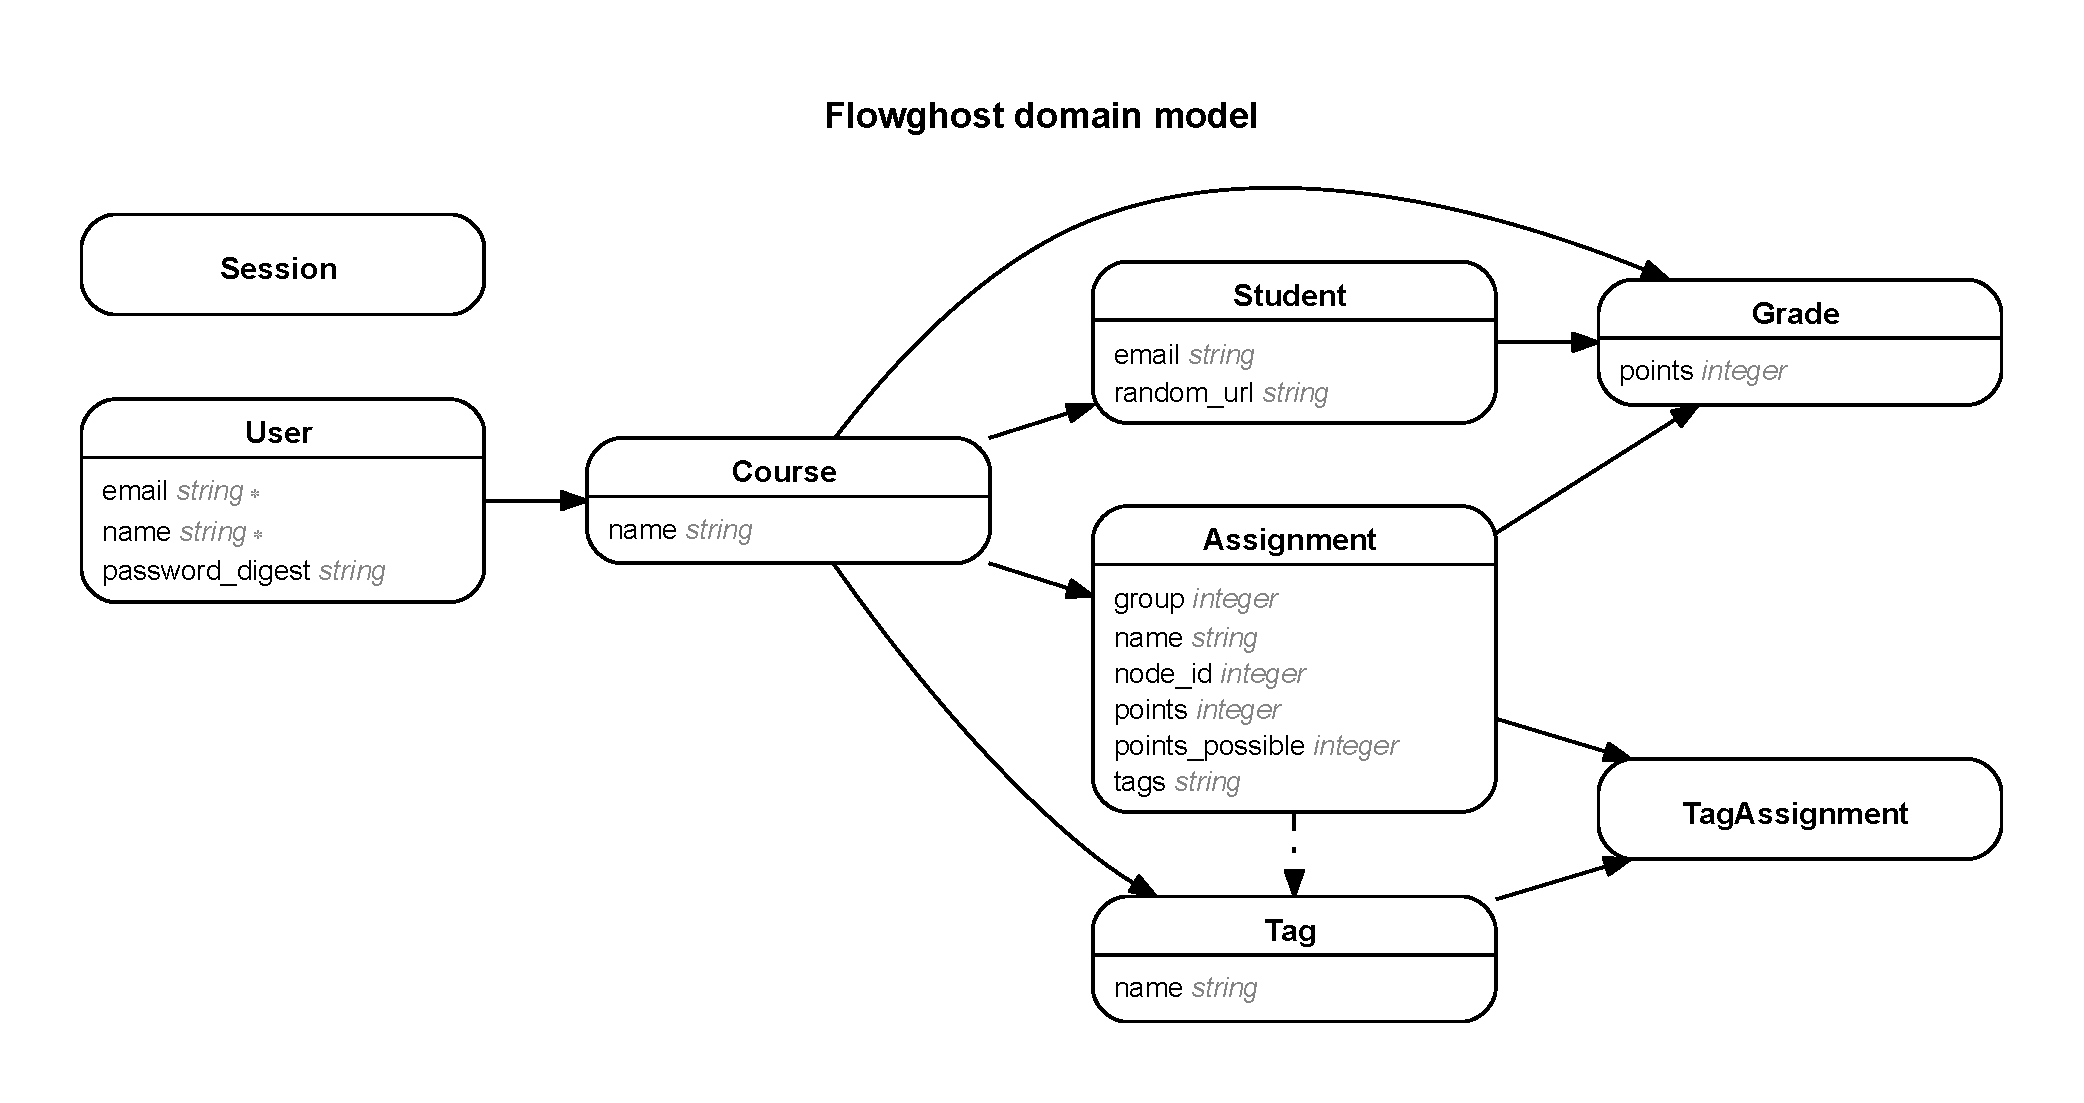 Flowghost domain model
Session
User
email string *
name string *
password_digest string
Course
name string
Student
email string
random_url string
Assignment
group integer
name string
node_id integer
points integer
points_possible integer
tags string
Tag
name string
Grade
points integer
TagAssignment